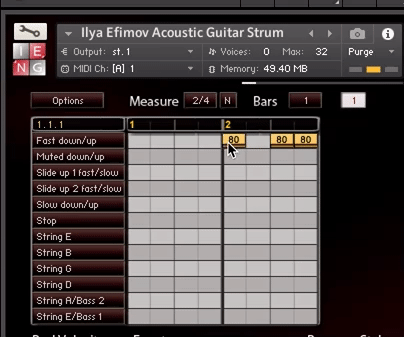 Ilya Efimov Acoustic Guitar Strum
Output: st. 1 Voices: 0 Max: 32 Purge
MIDI Ch: [A] 1 Memory: 49.40 MB
I E
N G
Options Measure 2/4 N Bars 1 1
1.1.1 1 2
Fast down/up 80 80 80
Muted down/up
Slide up 1 fast/slow
Slide up 2 fast/slow
Slow down/up
Stop
String E
String B
String G
String D
String A/Bass 2
String E/Bass 1